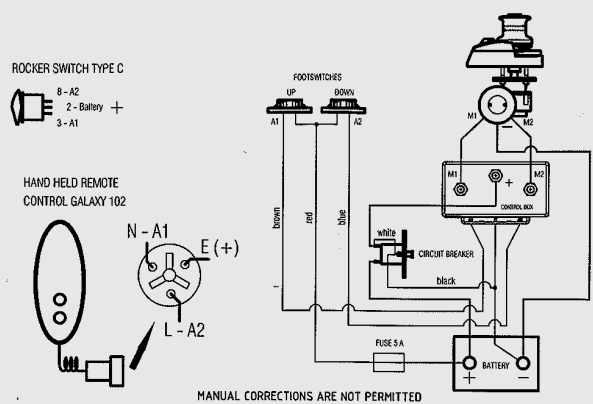 ROCKER SWITCH TYPE C
8 - A2
2 - Battery +
3 - A1
HAND HELD REMOTE
CONTROL GALAXY 102
N - A1
E (+)
L - A2
FOOTSWITCHES
UP
DOWN
A1
A2
brown
red
blue
M1
M2
−
M1
+
M2
CONTROL BOX
white
CIRCUIT BREAKER
black
FUSE 5 A
BATTERY
+
−
MANUAL CORRECTIONS ARE NOT PERMITTED